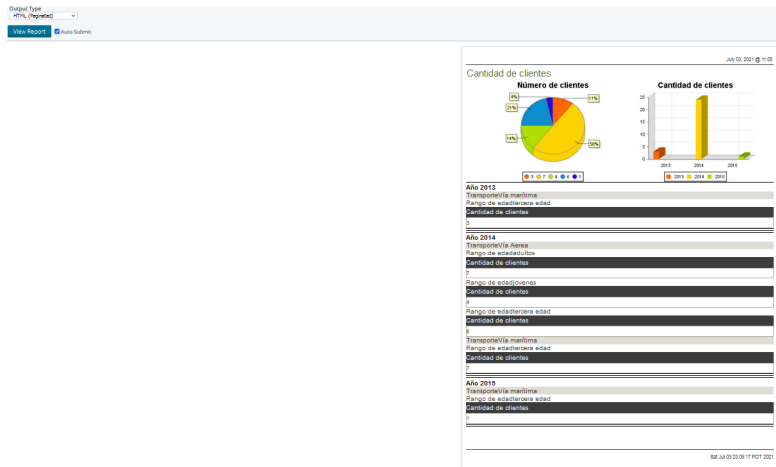 Output Type
HTML (Paginated)
View Report
Auto-Submit
July 03, 2021 @ 11:05
Cantidad de clientes
Número de clientes
4%
11%
21%
14%
50%
3 7 4 6 1
Cantidad de clientes
25
20
15
10
5
0
2013 2014 2015
2013 2014 2015
Año 2013
TransporteVía marítima
Rango de edadtercera edad
Cantidad de clientes
3
Año 2014
TransporteVía Aerea
Rango de edadadultos
Cantidad de clientes
7
Rango de edadjovenes
Cantidad de clientes
4
Rango de edadtercera edad
Cantidad de clientes
6
TransporteVía marítima
Rango de edadtercera edad
Cantidad de clientes
7
Año 2015
TransporteVía marítima
Rango de edadtercera edad
Cantidad de clientes
1
Sat Jul 03 23:06:17 PDT 2021